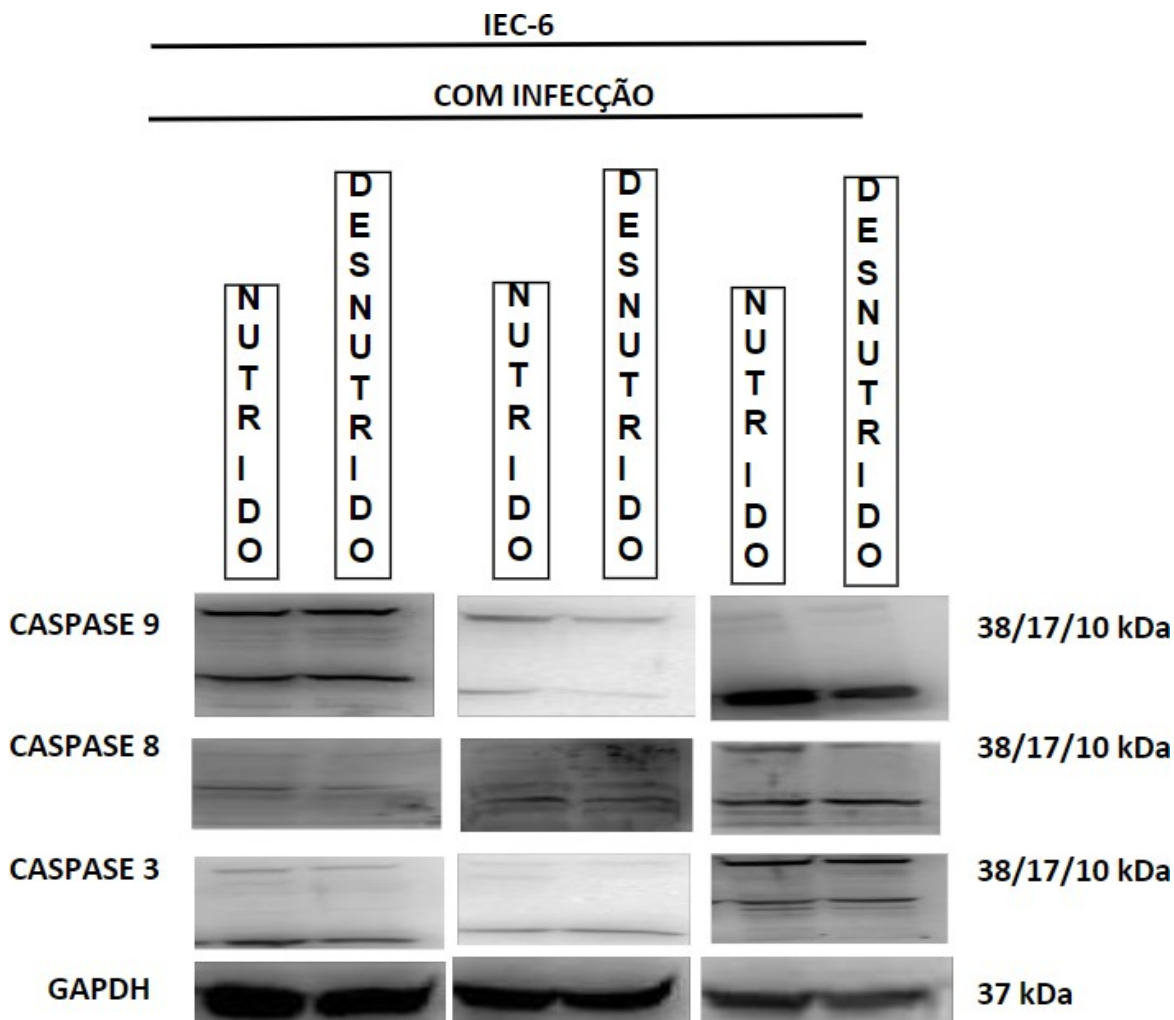 IEC-6
COM INFECÇÃO
NUTRIDO
DESNUTRIDO
NUTRIDO
DESNUTRIDO
NUTRIDO
DESNUTRIDO
CASPASE 9
38/17/10 kDa
CASPASE 8
38/17/10 kDa
CASPASE 3
38/17/10 kDa
GAPDH
37 kDa